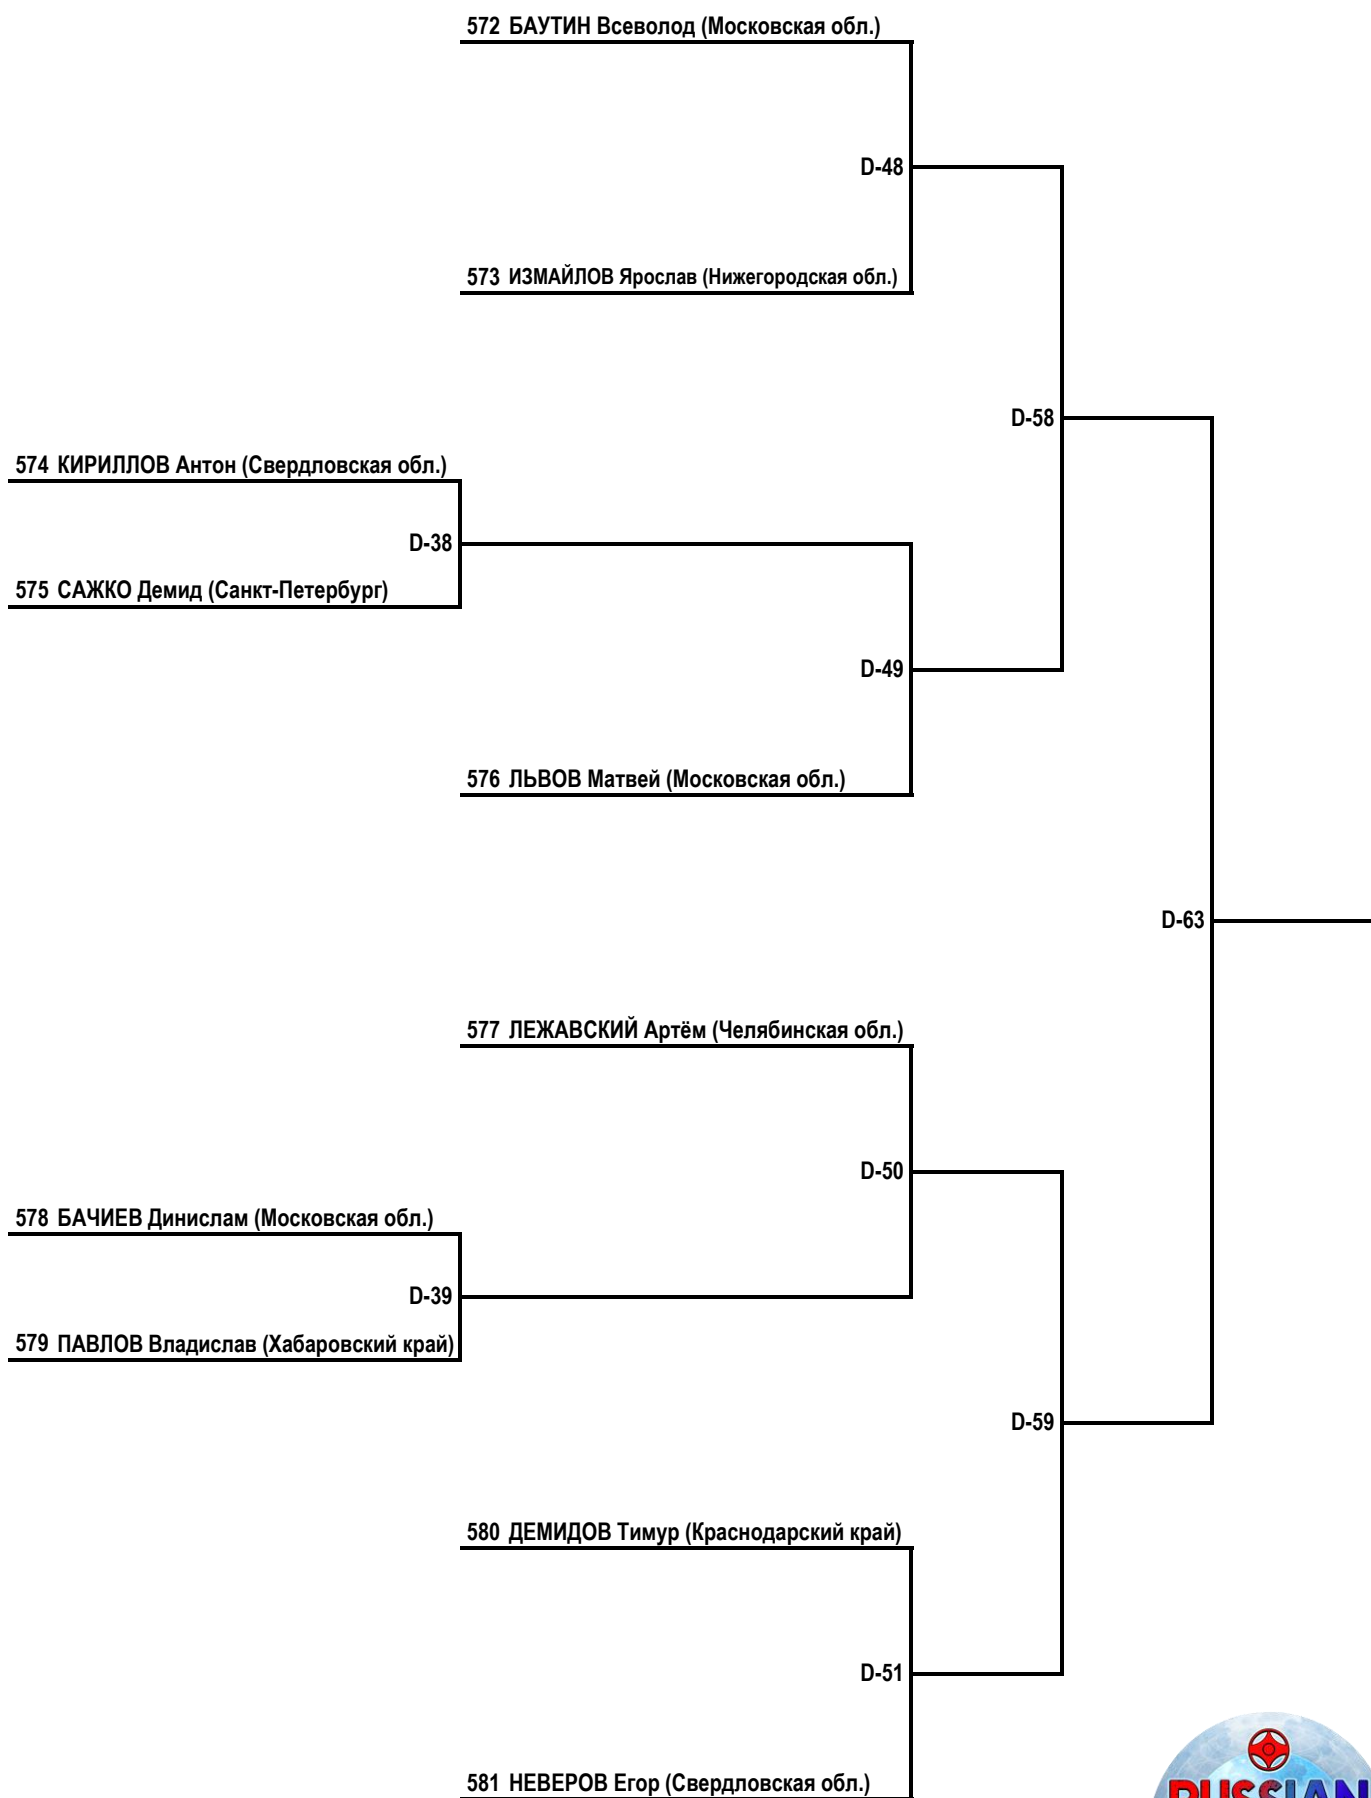 572 БАУТИН Всеволод (Московская обл.)
D-48
573 ИЗМАЙЛОВ Ярослав (Нижегородская обл.)
D-58
574 КИРИЛЛОВ Антон (Свердловская обл.)
D-38
575 САЖКО Демид (Санкт-Петербург)
D-49
576 ЛЬВОВ Матвей (Московская обл.)
D-63
577 ЛЕЖАВСКИЙ Артём (Челябинская обл.)
D-50
578 БАЧИЕВ Динислам (Московская обл.)
D-39
579 ПАВЛОВ Владислав (Хабаровский край)
D-59
580 ДЕМИДОВ Тимур (Краснодарский край)
D-51
581 НЕВЕРОВ Егор (Свердловская обл.)
RUSSIAN